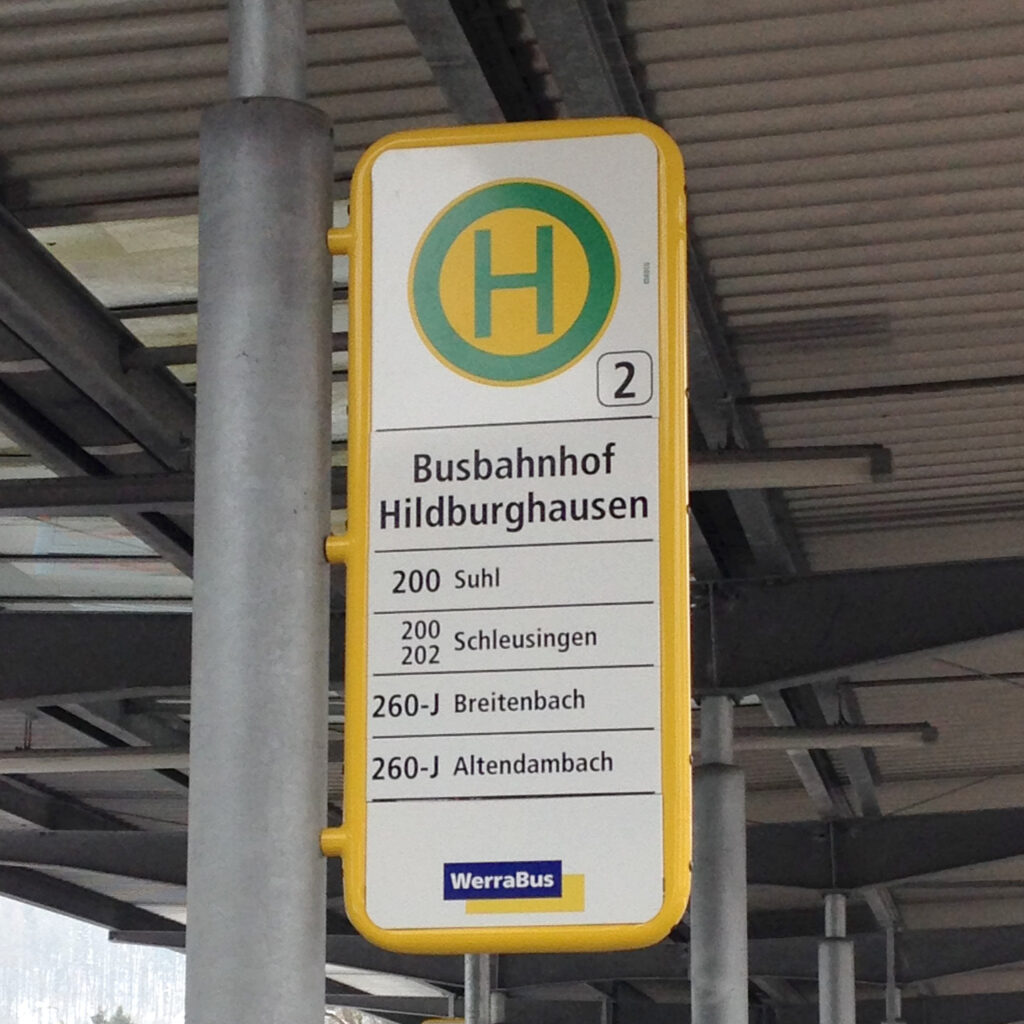 H
2
Busbahnhof
Hildburghausen
200 Suhl
200
202 Schleusingen
260-J Breitenbach
260-J Altendambach
WerraBus